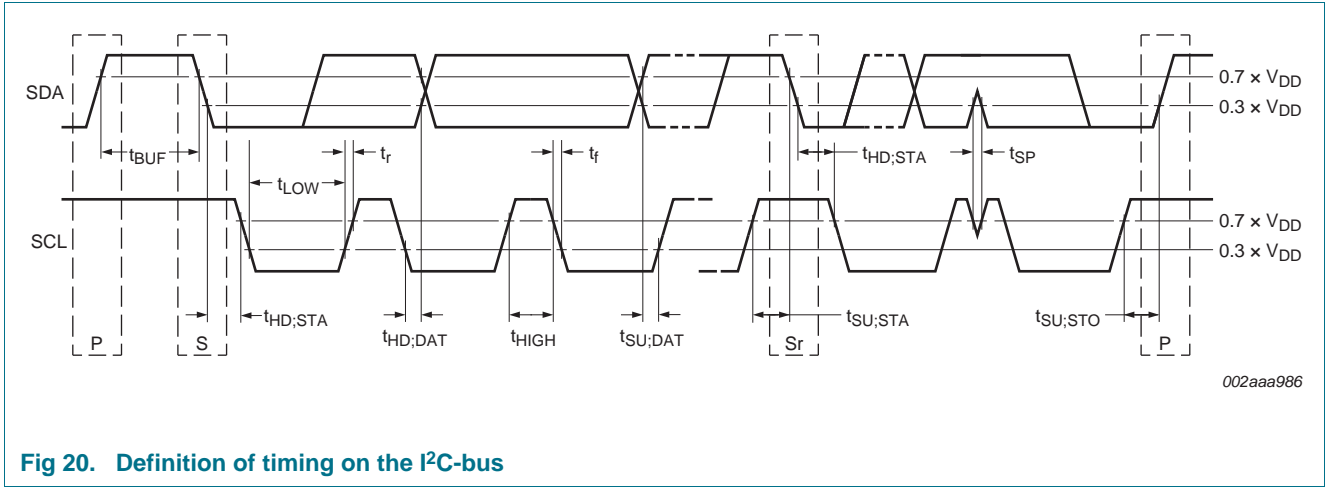 SDA
0.7 × VDD
0.3 × VDD
tBUF
tLOW
tr
tf
tHD;STA
tSP
SCL
0.7 × VDD
0.3 × VDD
tHD;STA
tHD;DAT
tHIGH
tSU;DAT
tSU;STA
tSU;STO
P
S
Sr
P
002aaa986
Fig 20. Definition of timing on the I²C-bus